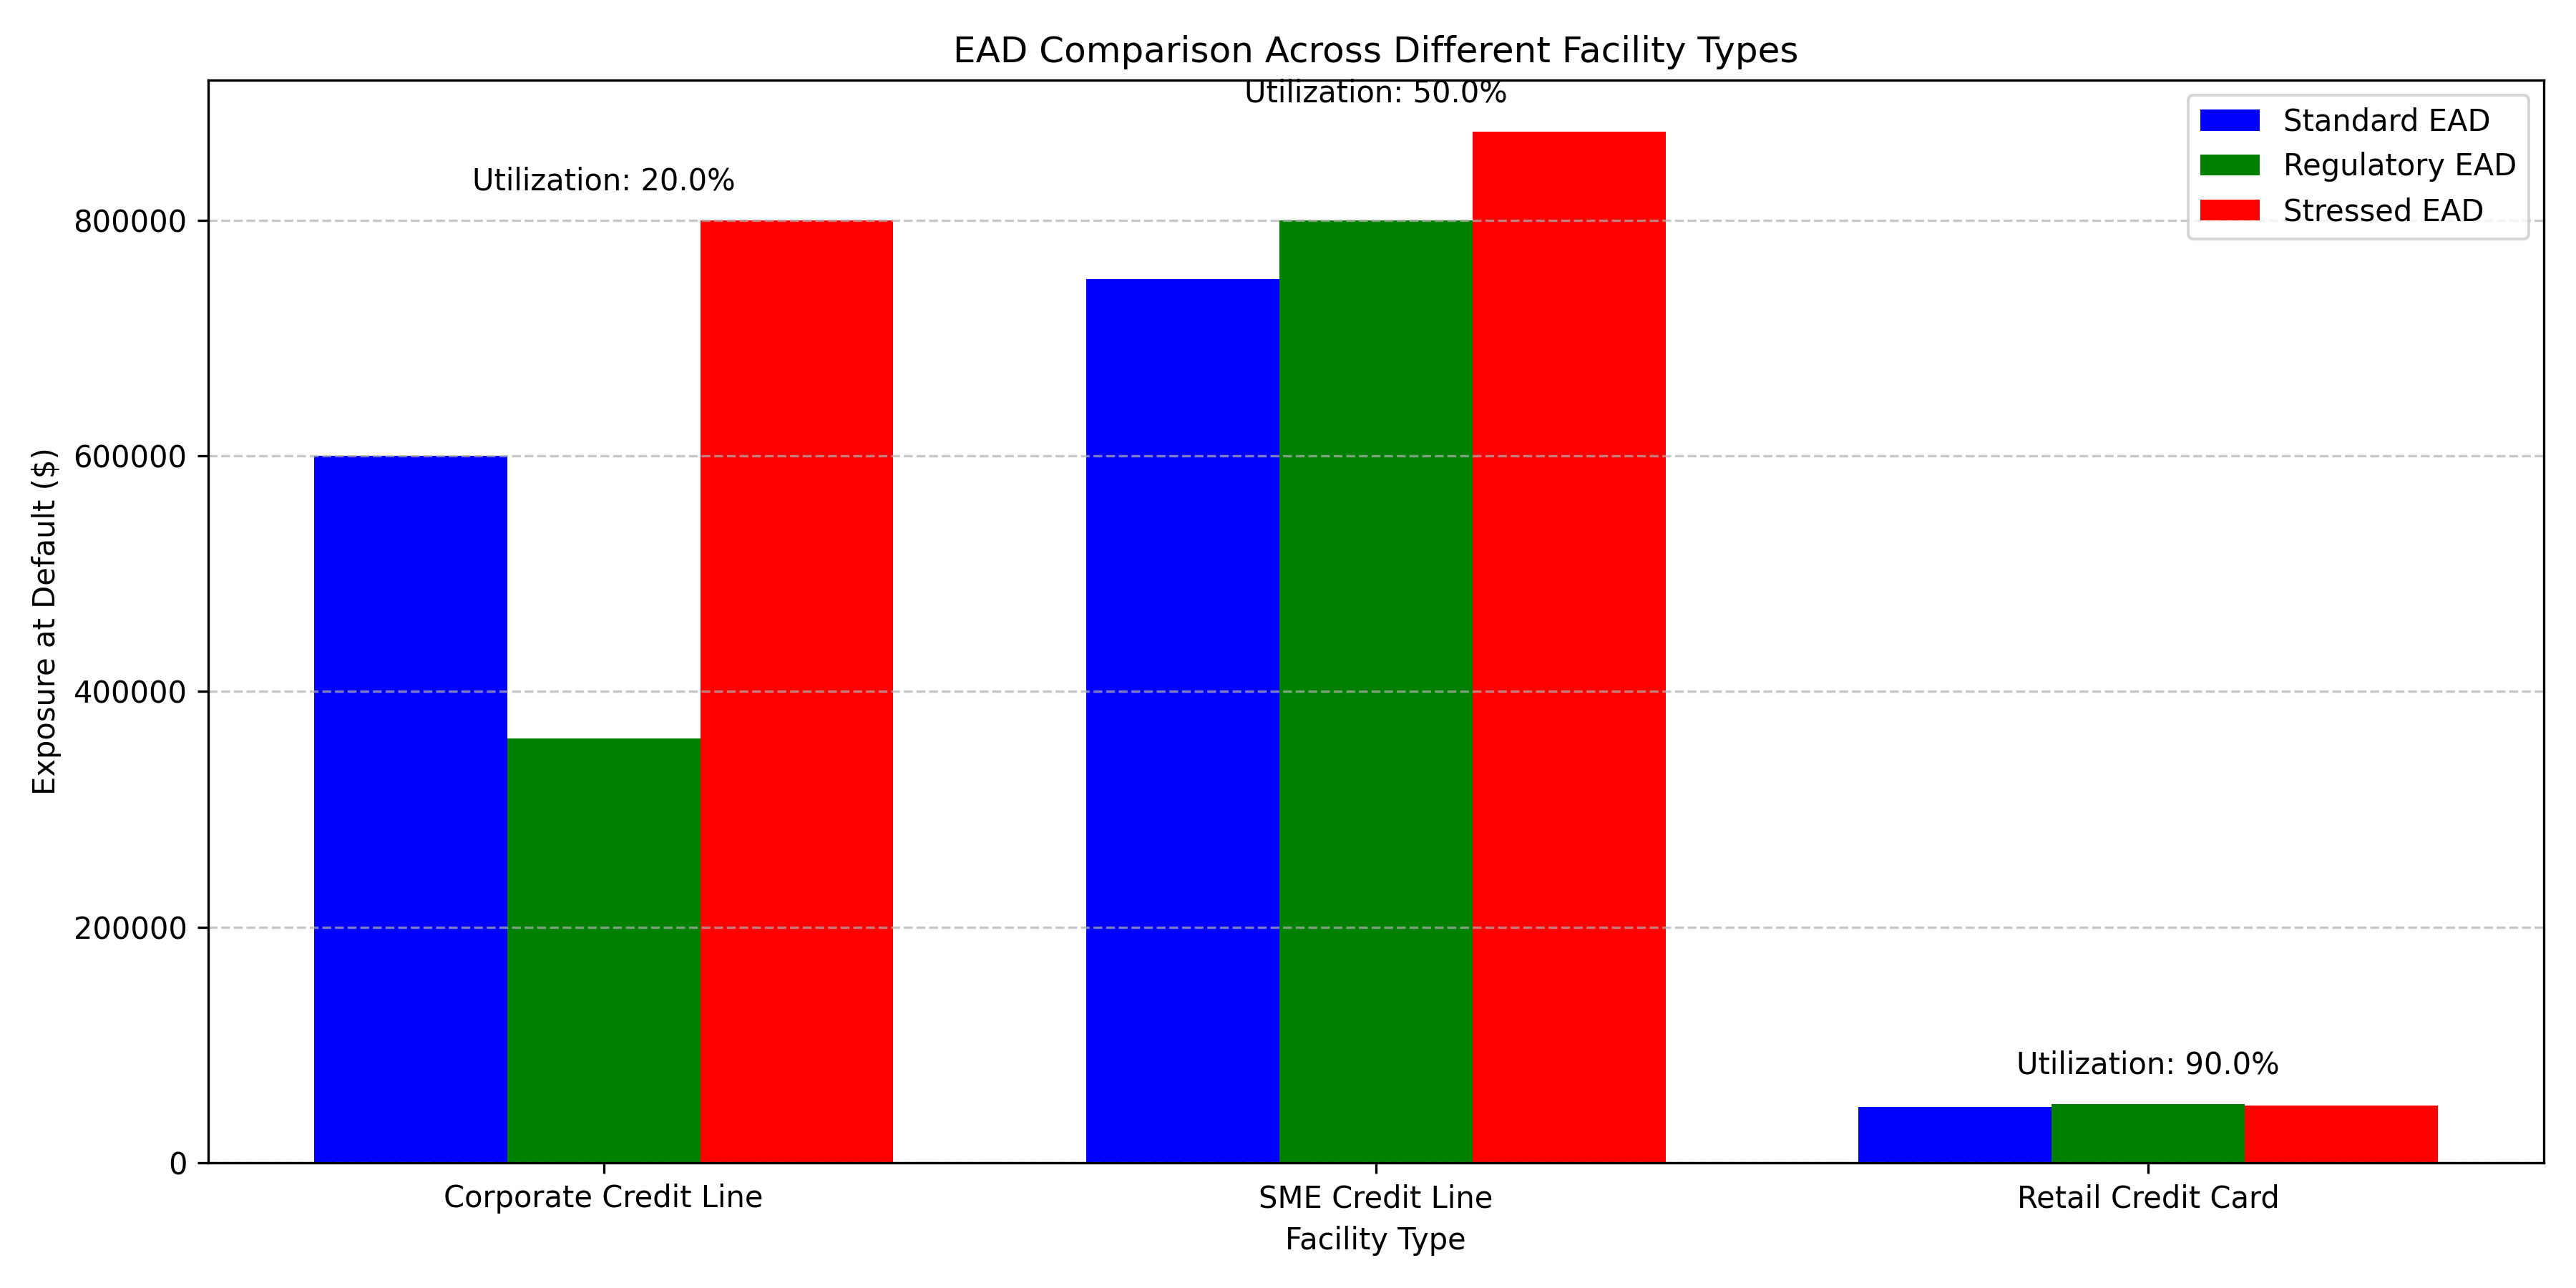 EAD Comparison Across Different Facility Types
Utilization: 50.0%
Utilization: 20.0%
Utilization: 90.0%
Standard EAD
Regulatory EAD
Stressed EAD
Exposure at Default ($)
800000
600000
400000
200000
0
Corporate Credit Line
SME Credit Line
Retail Credit Card
Facility Type